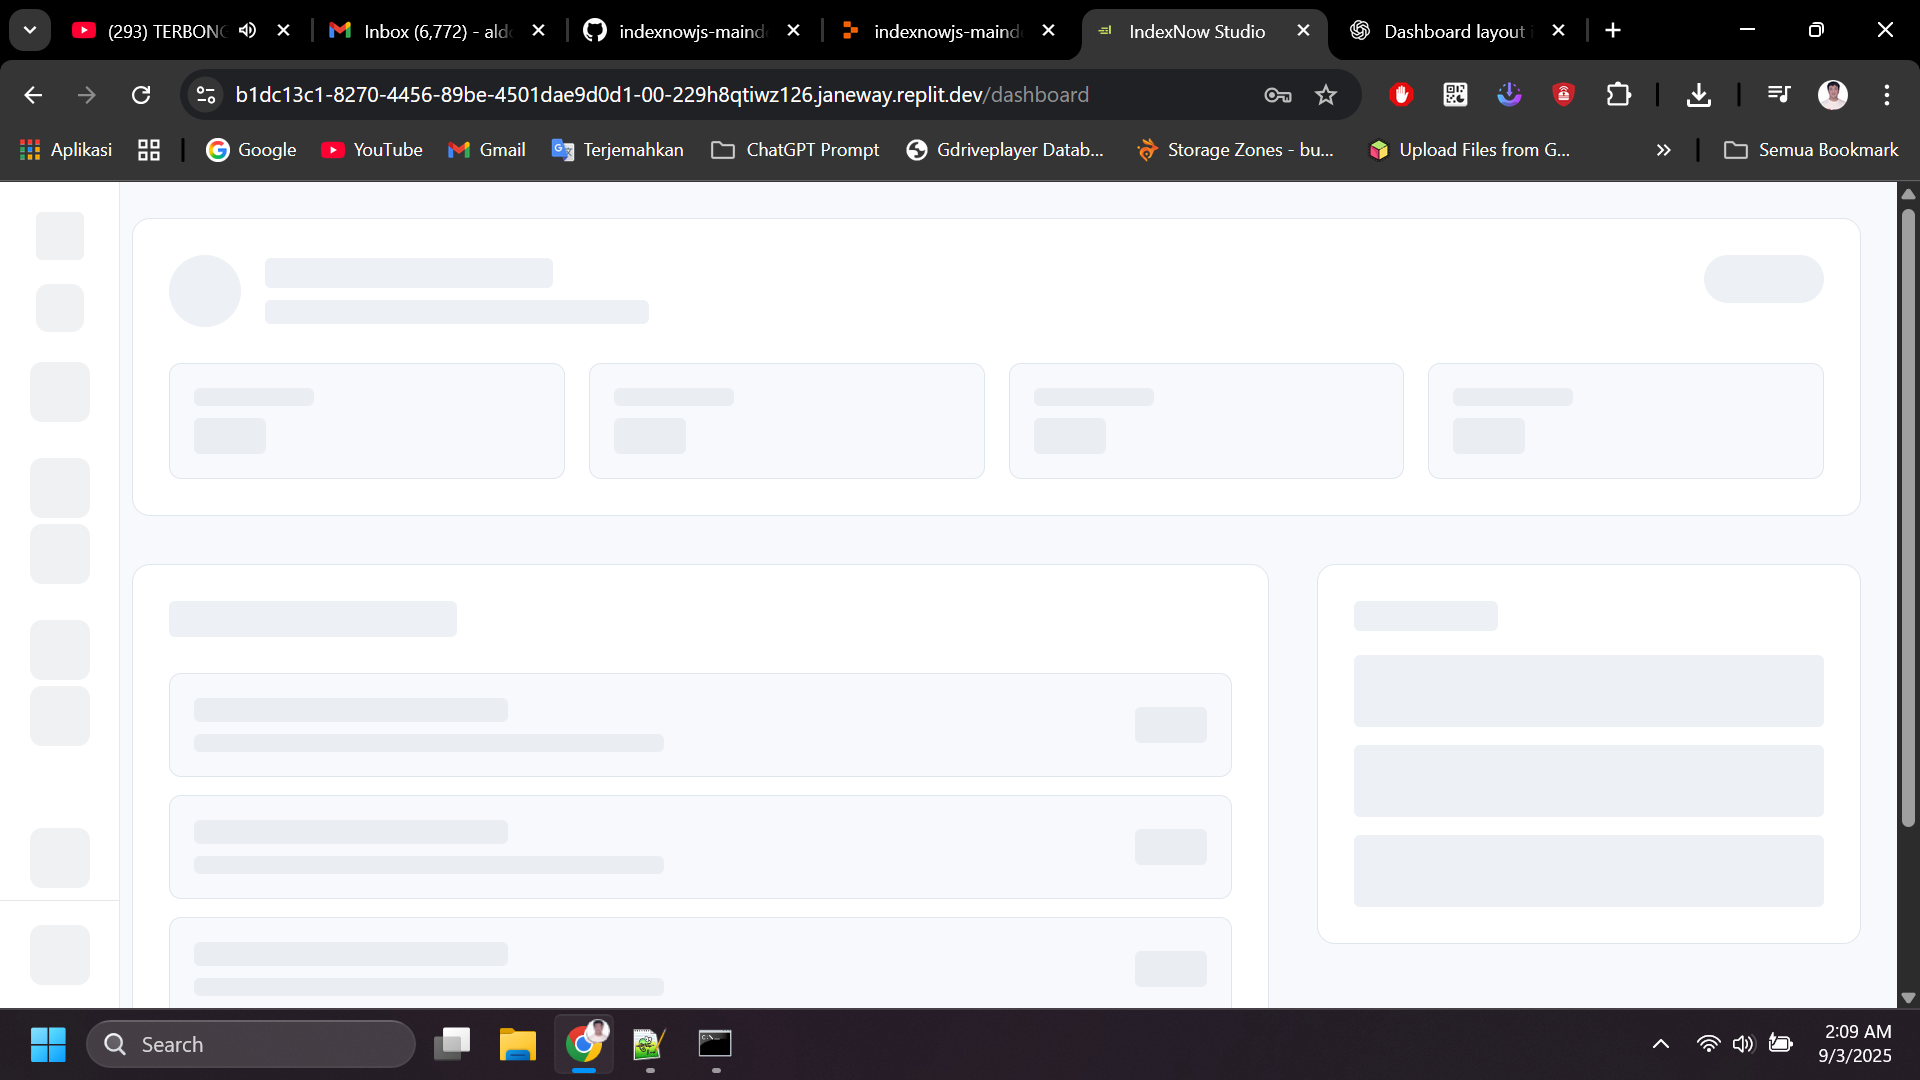 (293) TERBONG
Inbox (6,772) - aldo
indexnowjs-maind
indexnowjs-maind
IndexNow Studio
Dashboard layout i
b1dc13c1-8270-4456-89be-4501dae9d0d1-00-229h8qtiwz126.janeway.replit.dev/dashboard
Aplikasi
Google
YouTube
Gmail
Terjemahkan
ChatGPT Prompt
Gdriveplayer Datab...
Storage Zones - bu...
Upload Files from G...
Semua Bookmark
Search
2:09 AM
9/3/2025